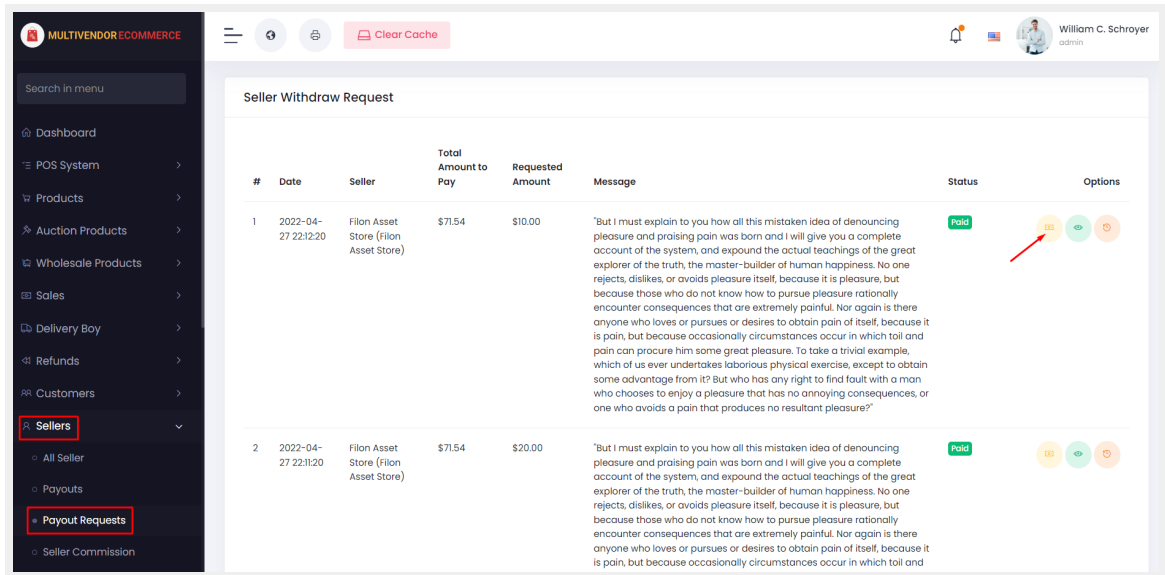 MULTIVENDOR ECOMMERCE
Clear Cache
William C. Schroyer
admin
Search in menu
Dashboard
POS System
Products
Auction Products
Wholesale Products
Sales
Delivery Boy
Refunds
Customers
Sellers
All Seller
Payouts
Payout Requests
Seller Commission
Seller Withdraw Request
# Date Seller Total Amount to Pay Requested Amount Message Status Options
1 2022-04-27 22:12:20 Filon Asset Store (Filon Asset Store) $71.54 $10.00
"But I must explain to you how all this mistaken idea of denouncing
pleasure and praising pain was born and I will give you a complete
account of the system, and expound the actual teachings of the great
explorer of the truth, the master-builder of human happiness. No one
rejects, dislikes, or avoids pleasure itself, because it is pleasure, but
because those who do not know how to pursue pleasure rationally
encounter consequences that are extremely painful. Nor again is there
anyone who loves or pursues or desires to obtain pain of itself, because it
is pain, but because occasionally circumstances occur in which toil and
pain can procure him some great pleasure. To take a trivial example,
which of us ever undertakes laborious physical exercise, except to obtain
some advantage from it? But who has any right to find fault with a man
who chooses to enjoy a pleasure that has no annoying consequences, or
one who avoids a pain that produces no resultant pleasure?"
Paid
2 2022-04-27 22:11:20 Filon Asset Store (Filon Asset Store) $71.54 $20.00
"But I must explain to you how all this mistaken idea of denouncing
pleasure and praising pain was born and I will give you a complete
account of the system, and expound the actual teachings of the great
explorer of the truth, the master-builder of human happiness. No one
rejects, dislikes, or avoids pleasure itself, because it is pleasure, but
because those who do not know how to pursue pleasure rationally
encounter consequences that are extremely painful. Nor again is there
anyone who loves or pursues or desires to obtain pain of itself, because it
is pain, but because occasionally circumstances occur in which toil and
Paid